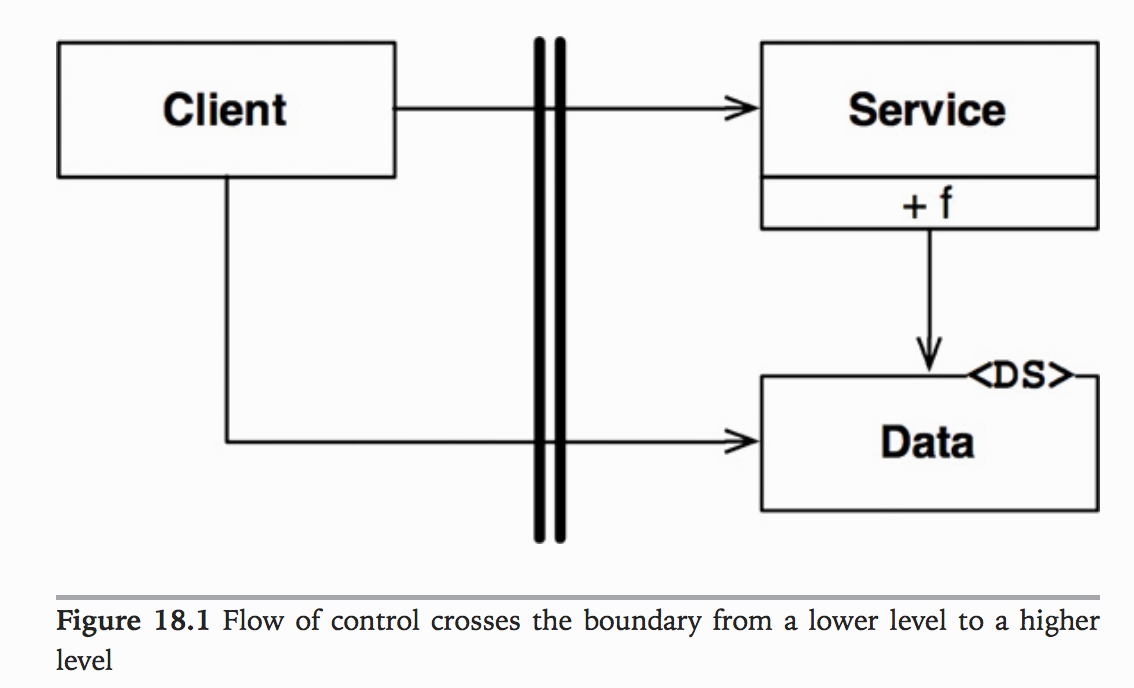 Client
Service
+ f
<DS>
Data
Figure 18.1 Flow of control crosses the boundary from a lower level to a higher
level